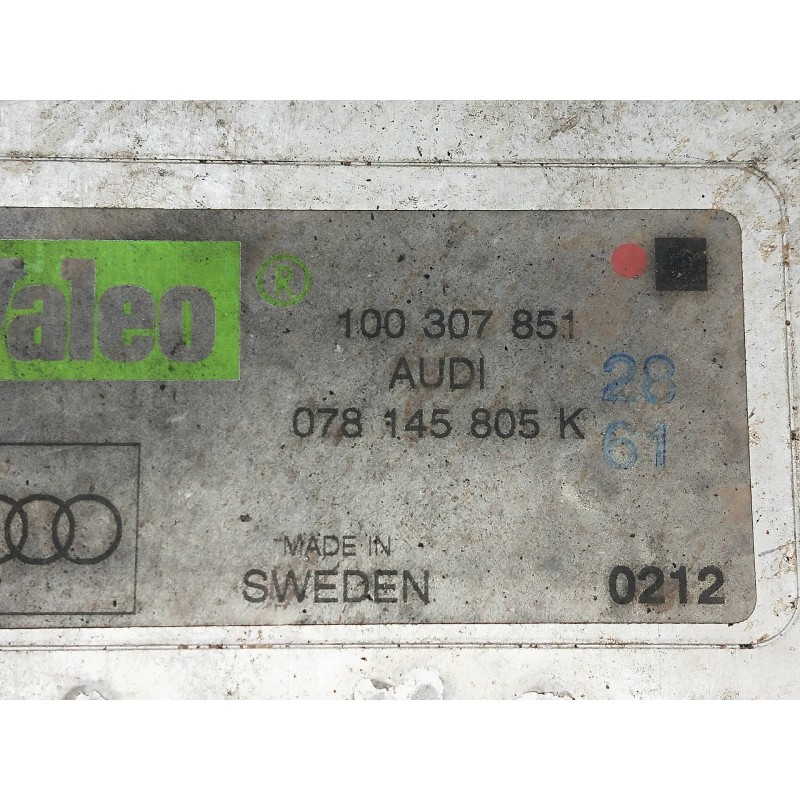 Valeo ®
100 307 851
AUDI
28
078 145 805 K
61
MADE IN
SWEDEN
0212